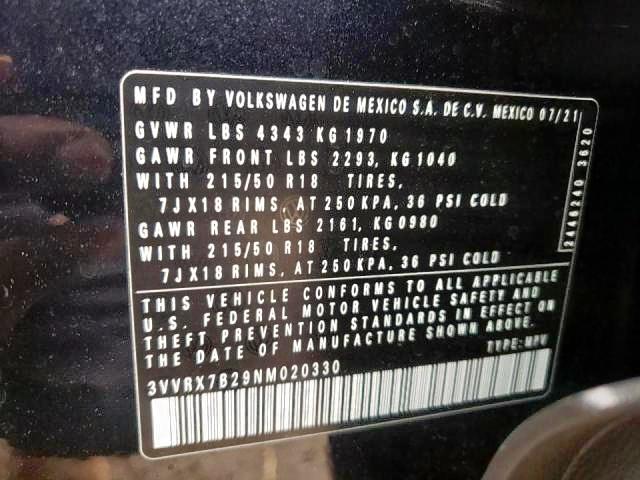 MFD BY VOLKSWAGEN DE MEXICO S.A. DE C.V. MEXICO 07/21
GVWR LBS 4343 KG 1970
GAWR FRONT LBS 2293, KG 1040
WITH 215/50 R18 TIRES,
7JX18 RIMS, AT 250 KPA, 36 PSI COLD
GAWR REAR LBS 2161, KG 0980
WITH 215/50 R18 TIRES,
7JX18 RIMS, AT 250 KPA, 36 PSI COLD
2146240 3620
THIS VEHICLE CONFORMS TO ALL APPLICABLE
U.S. FEDERAL MOTOR VEHICLE SAFETY AND
THEFT PREVENTION STANDARDS IN EFFECT ON
THE DATE OF MANUFACTURE SHOWN ABOVE.
TYPE: MPV
3VVRX7B29NM020330